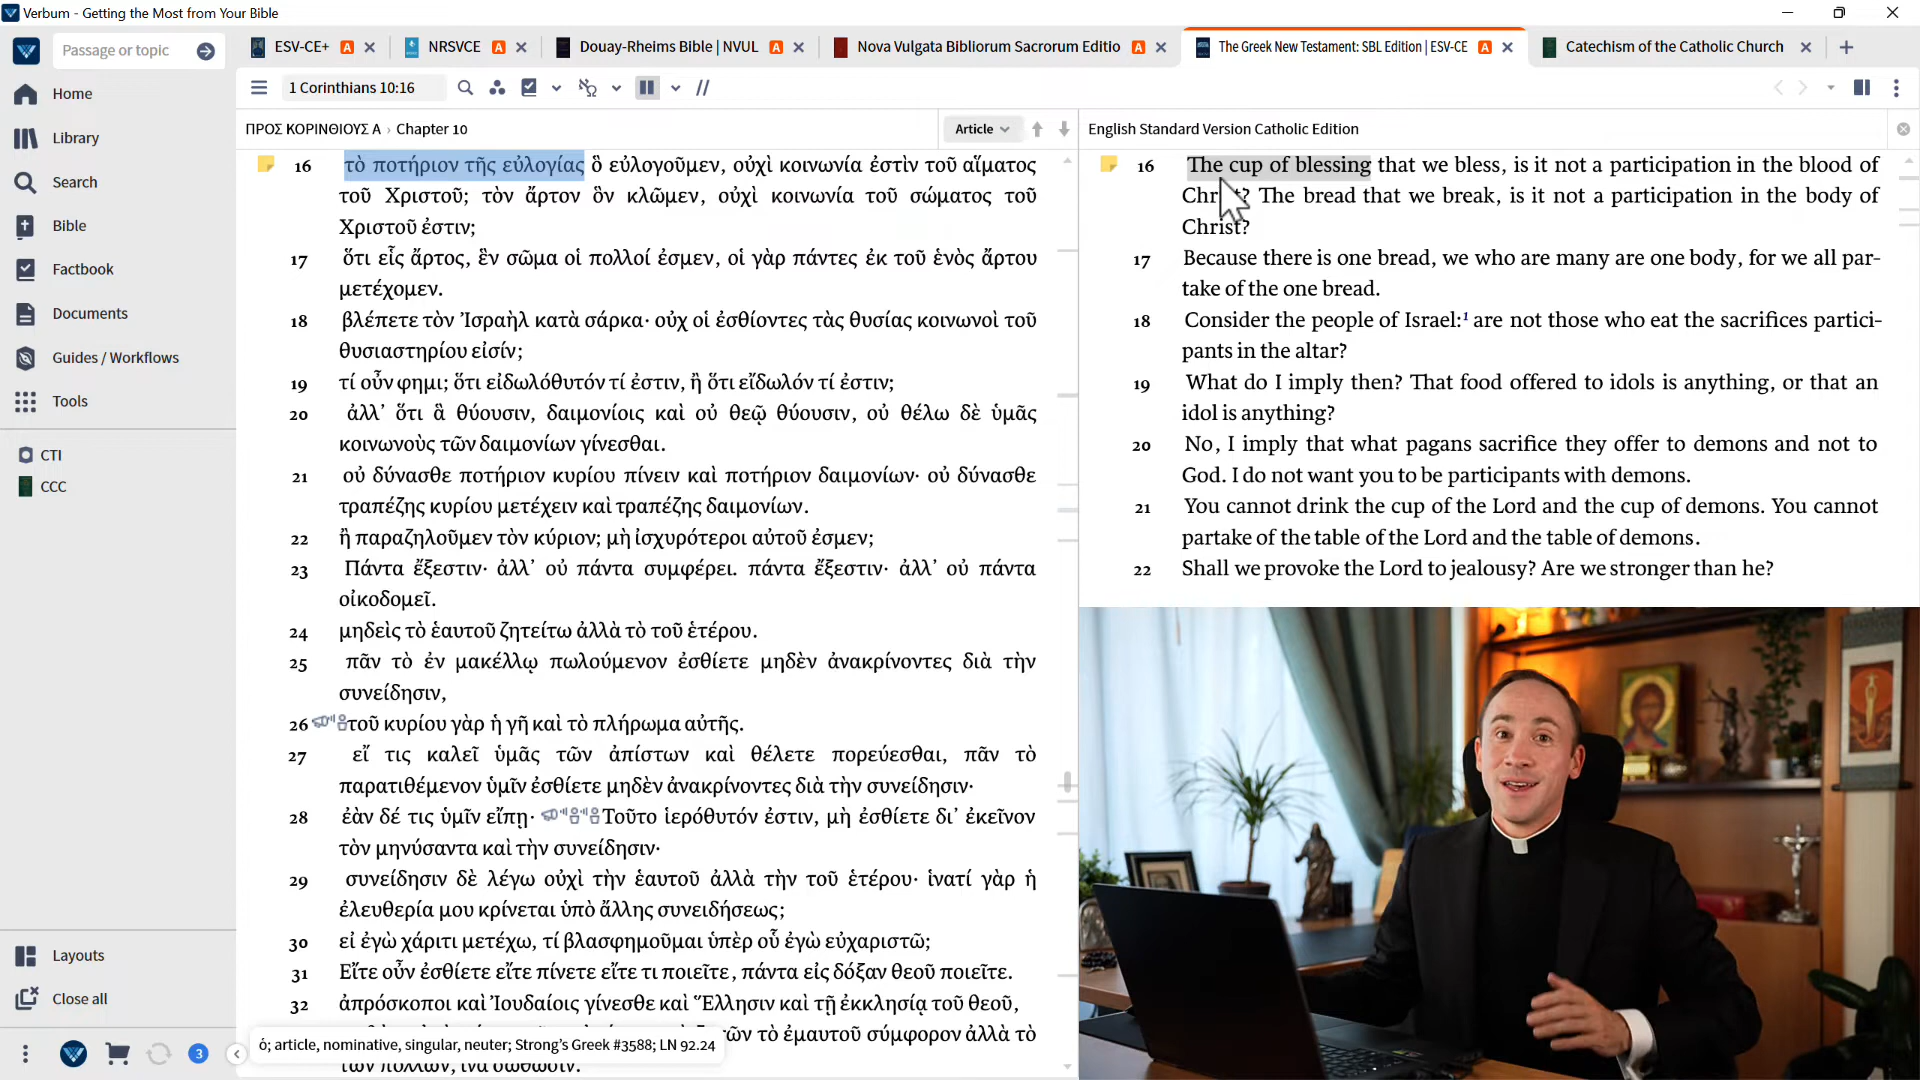 Verbum - Getting the Most from Your Bible
Passage or topic
ESV-CE+ A
NRSVCE A
Douay-Rheims Bible | NVUL A
Nova Vulgata Bibliorum Sacrorum Editio A
The Greek New Testament: SBL Edition | ESV-CE A
Catechism of the Catholic Church
1 Corinthians 10:16
Home
Library
Search
Bible
Factbook
Documents
Guides / Workflows
Tools
CTI
CCC
Layouts
Close all
3
ΠΡΟΣ ΚΟΡΙΝΘΙΟΥΣ Α › Chapter 10
Article
16 τὸ ποτήριον τῆς εὐλογίας ὃ εὐλογοῦμεν, οὐχὶ κοινωνία ἐστὶν τοῦ αἵματος
τοῦ Χριστοῦ; τὸν ἄρτον ὃν κλῶμεν, οὐχὶ κοινωνία τοῦ σώματος τοῦ
Χριστοῦ ἐστιν;
17 ὅτι εἷς ἄρτος, ἓν σῶμα οἱ πολλοί ἐσμεν, οἱ γὰρ πάντες ἐκ τοῦ ἑνὸς ἄρτου
μετέχομεν.
18 βλέπετε τὸν Ἰσραὴλ κατὰ σάρκα· οὐχ οἱ ἐσθίοντες τὰς θυσίας κοινωνοὶ τοῦ
θυσιαστηρίου εἰσίν;
19 τί οὖν φημι; ὅτι εἰδωλόθυτόν τί ἐστιν, ἢ ὅτι εἴδωλόν τί ἐστιν;
20 ἀλλ’ ὅτι ἃ θύουσιν, δαιμονίοις καὶ οὐ θεῷ θύουσιν, οὐ θέλω δὲ ὑμᾶς
κοινωνοὺς τῶν δαιμονίων γίνεσθαι.
21 οὐ δύνασθε ποτήριον κυρίου πίνειν καὶ ποτήριον δαιμονίων· οὐ δύνασθε
τραπέζης κυρίου μετέχειν καὶ τραπέζης δαιμονίων.
22 ἢ παραζηλοῦμεν τὸν κύριον; μὴ ἰσχυρότεροι αὐτοῦ ἐσμεν;
23 Πάντα ἔξεστιν· ἀλλ’ οὐ πάντα συμφέρει. πάντα ἔξεστιν· ἀλλ’ οὐ πάντα
οἰκοδομεῖ.
24 μηδεὶς τὸ ἑαυτοῦ ζητείτω ἀλλὰ τὸ τοῦ ἑτέρου.
25 πᾶν τὸ ἐν μακέλλῳ πωλούμενον ἐσθίετε μηδὲν ἀνακρίνοντες διὰ τὴν
συνείδησιν,
26 τοῦ κυρίου γὰρ ἡ γῆ καὶ τὸ πλήρωμα αὐτῆς.
27 εἴ τις καλεῖ ὑμᾶς τῶν ἀπίστων καὶ θέλετε πορεύεσθαι, πᾶν τὸ
παρατιθέμενον ὑμῖν ἐσθίετε μηδὲν ἀνακρίνοντες διὰ τὴν συνείδησιν·
28 ἐὰν δέ τις ὑμῖν εἴπῃ· Τοῦτο ἱερόθυτόν ἐστιν, μὴ ἐσθίετε δι’ ἐκεῖνον
τὸν μηνύσαντα καὶ τὴν συνείδησιν·
29 συνείδησιν δὲ λέγω οὐχὶ τὴν ἑαυτοῦ ἀλλὰ τὴν τοῦ ἑτέρου· ἱνατί γὰρ ἡ
ἐλευθερία μου κρίνεται ὑπὸ ἄλλης συνειδήσεως;
30 εἰ ἐγὼ χάριτι μετέχω, τί βλασφημοῦμαι ὑπὲρ οὗ ἐγὼ εὐχαριστῶ;
31 Εἴτε οὖν ἐσθίετε εἴτε πίνετε εἴτε τι ποιεῖτε, πάντα εἰς δόξαν θεοῦ ποιεῖτε.
32 ἀπρόσκοποι καὶ Ἰουδαίοις γίνεσθε καὶ Ἕλλησιν καὶ τῇ ἐκκλησίᾳ τοῦ θεοῦ,
τὸ ἐμαυτοῦ σύμφορον ἀλλὰ τὸ
ὁ; article, nominative, singular, neuter; Strong’s Greek #3588; LN 92.24
English Standard Version Catholic Edition
16 The cup of blessing that we bless, is it not a participation in the blood of
Christ? The bread that we break, is it not a participation in the body of
Christ?
17 Because there is one bread, we who are many are one body, for we all par-
take of the one bread.
18 Consider the people of Israel:¹ are not those who eat the sacrifices partici-
pants in the altar?
19 What do I imply then? That food offered to idols is anything, or that an
idol is anything?
20 No, I imply that what pagans sacrifice they offer to demons and not to
God. I do not want you to be participants with demons.
21 You cannot drink the cup of the Lord and the cup of demons. You cannot
partake of the table of the Lord and the table of demons.
22 Shall we provoke the Lord to jealousy? Are we stronger than he?